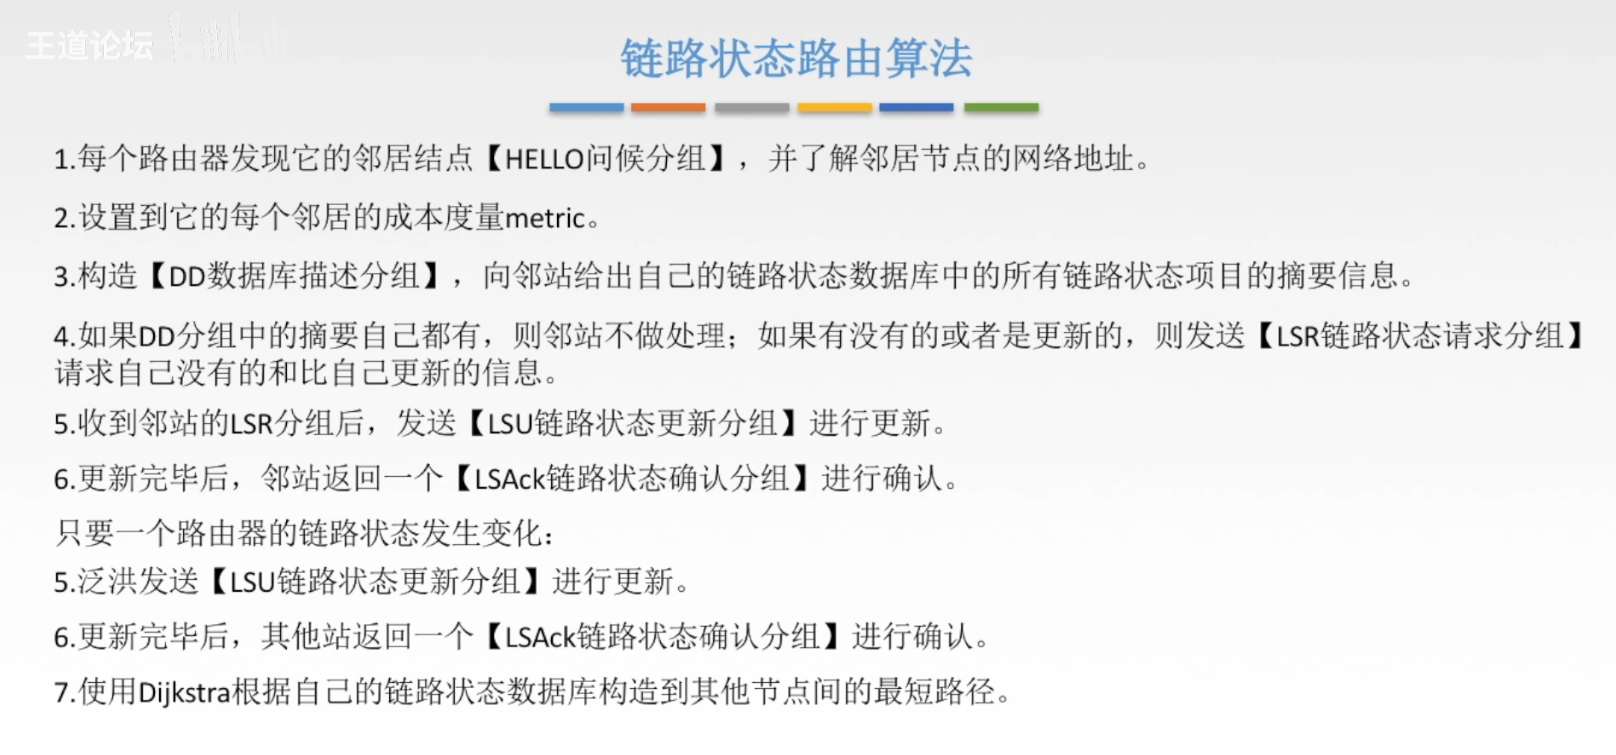 王道论坛
链路状态路由算法
1.每个路由器发现它的邻居结点【HELLO问候分组】，并了解邻居节点的网络地址。
2.设置到它的每个邻居的成本度量metric。
3.构造【DD数据库描述分组】，向邻站给出自己的链路状态数据库中的所有链路状态项目的摘要信息。
4.如果DD分组中的摘要自己都有，则邻站不做处理；如果有没有的或者是更新的，则发送【LSR链路状态请求分组】
请求自己没有的和比自己更新的信息。
5.收到邻站的LSR分组后，发送【LSU链路状态更新分组】进行更新。
6.更新完毕后，邻站返回一个【LSAck链路状态确认分组】进行确认。
只要一个路由器的链路状态发生变化：
5.泛洪发送【LSU链路状态更新分组】进行更新。
6.更新完毕后，其他站返回一个【LSAck链路状态确认分组】进行确认。
7.使用Dijkstra根据自己的链路状态数据库构造到其他节点间的最短路径。